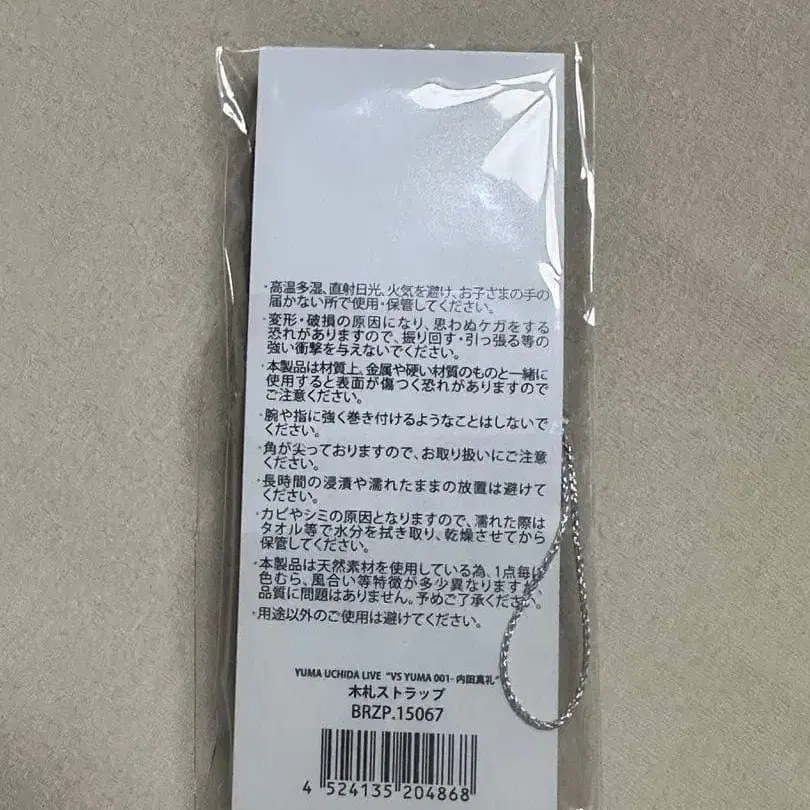 ・高温多湿、直射日光、火気を避け、お子さまの手の
届かない所で使用・保管してください。
・変形・破損の原因になり、思わぬケガをする
恐れがありますので、振り回す・引っ張る等の
強い衝撃を与えないでください。
・本製品は材質上、金属や硬い材質のものと一緒に
使用すると表面が傷つく恐れがありますので
ご注意ください。
・腕や指に強く巻き付けるようなことはしないで
ください。
・角が尖っておりますので、お取り扱いにご注意
ください。
・長時間の浸漬や濡れたままの放置は避けて
ください。
・カビやシミの原因となりますので、濡れた際は
タオル等で水分を拭き取り、乾燥させてから
保管してください。
・本製品は天然素材を使用している為、1点毎に
色むら、風合い等特徴が多少異なりますが、
品質に問題はありません。予めご了承ください。
・用途以外のご使用は避けてください。
YUMA UCHIDA LIVE "VS YUMA 001- 内田真礼"
木札ストラップ
BRZP.15067
4 524135 204868